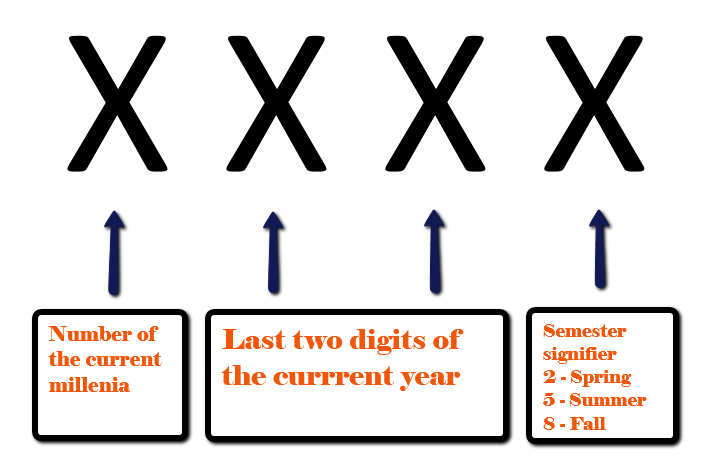 X X X X
Number of
the current
millenia
Last two digits of
the currrent year
Semester
signifier
2 - Spring
5 - Summer
8 - Fall